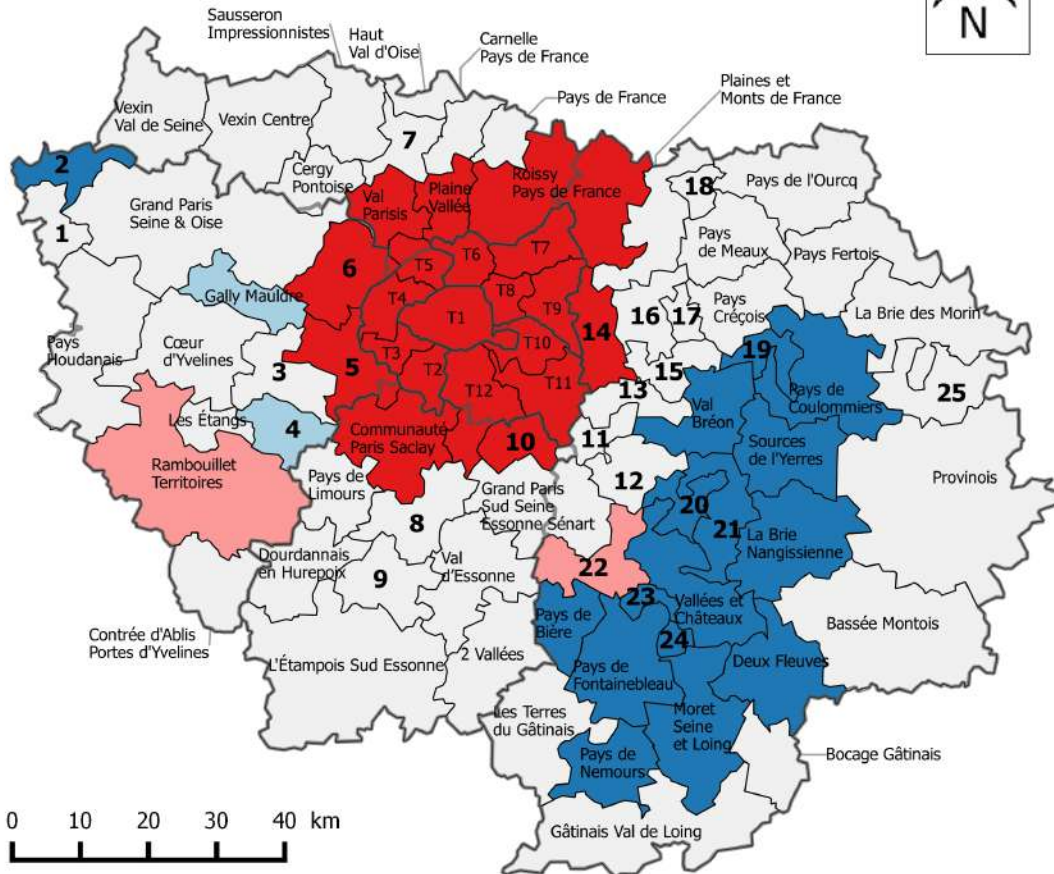 Sausseron
Impressionnistes
Haut
Val d'Oise
Carnelle
Pays de France
N
Plaines et
Monts de France
Pays de France
Vexin
Val de Seine
Vexin Centre
7
2
Cergy
Pontoise
Val
Parisis
Plaine
Vallée
Roissy
Pays de France
18
Pays de l'Ourcq
Grand Paris
Seine & Oise
1
Pays
de Meaux
Pays Fertois
6
T5
T6
T7
Gally Mauldre
T4
T8
T9
T1
14
16
17
Pays
Créçois
La Brie des Morin
Pays
Houdanais
Cœur
d'Yvelines
3
5
T3
T2
T10
T11
T12
13
15
19
Pays de
Coulommiers
25
Les Étangs
4
Communauté
Paris Saclay
10
11
Val
Bréon
Sources
de l'Yerres
Rambouillet
Territoires
Pays de
Limours
8
Grand Paris
Sud Seine
Essonne Sénart
12
20
21
Provinois
La Brie
Nangissienne
Dourdannais
en Hurepoix
9
Val
d'Essonne
22
23
Pays de
Bière
Vallées et
Châteaux
24
Bassée Montois
Contrée d'Ablis
Portes d'Yvelines
L'Étampois Sud Essonne
2 Vallées
Pays de
Fontainebleau
Deux Fleuves
Les Terres
du Gâtinais
Moret
Seine
et Loing
Pays de
Nemours
Bocage Gâtinais
Gâtinais Val de Loing
0 10 20 30 40 km